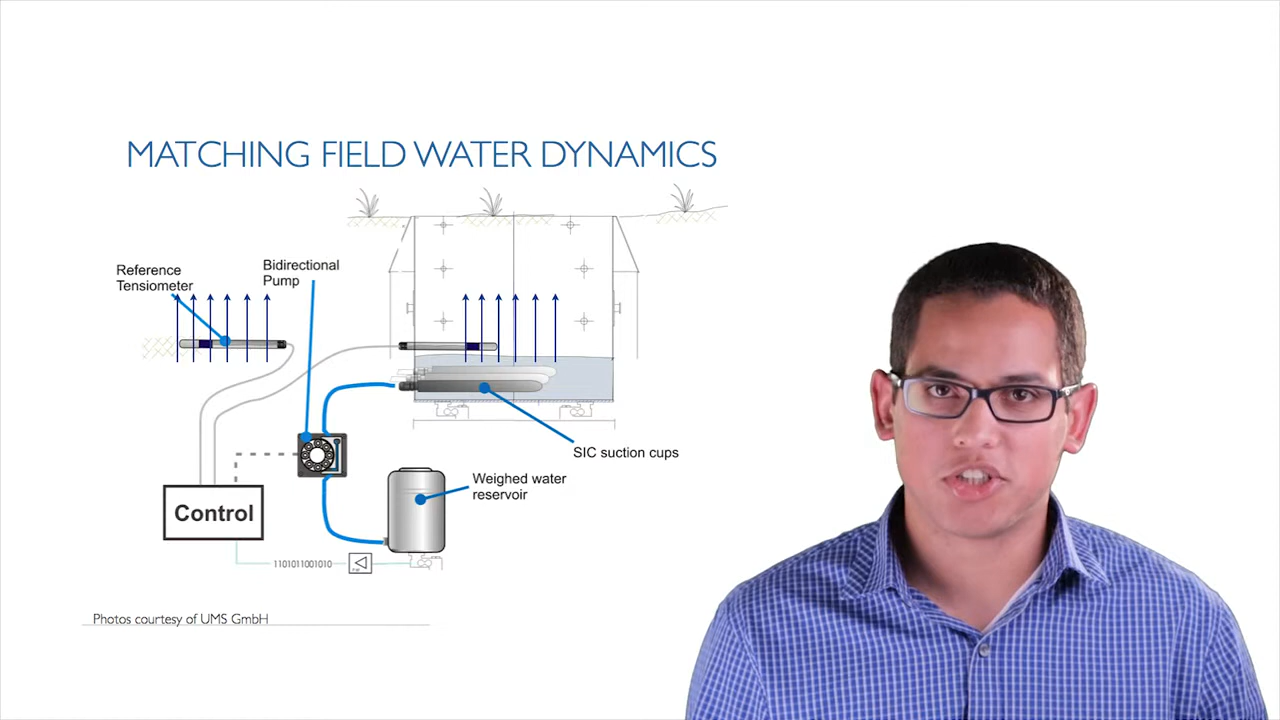 MATCHING FIELD WATER DYNAMICS
Reference
Tensiometer
Bidirectional
Pump
SIC suction cups
Weighed water
reservoir
Control
1101011001010
Photos courtesy of UMS GmbH